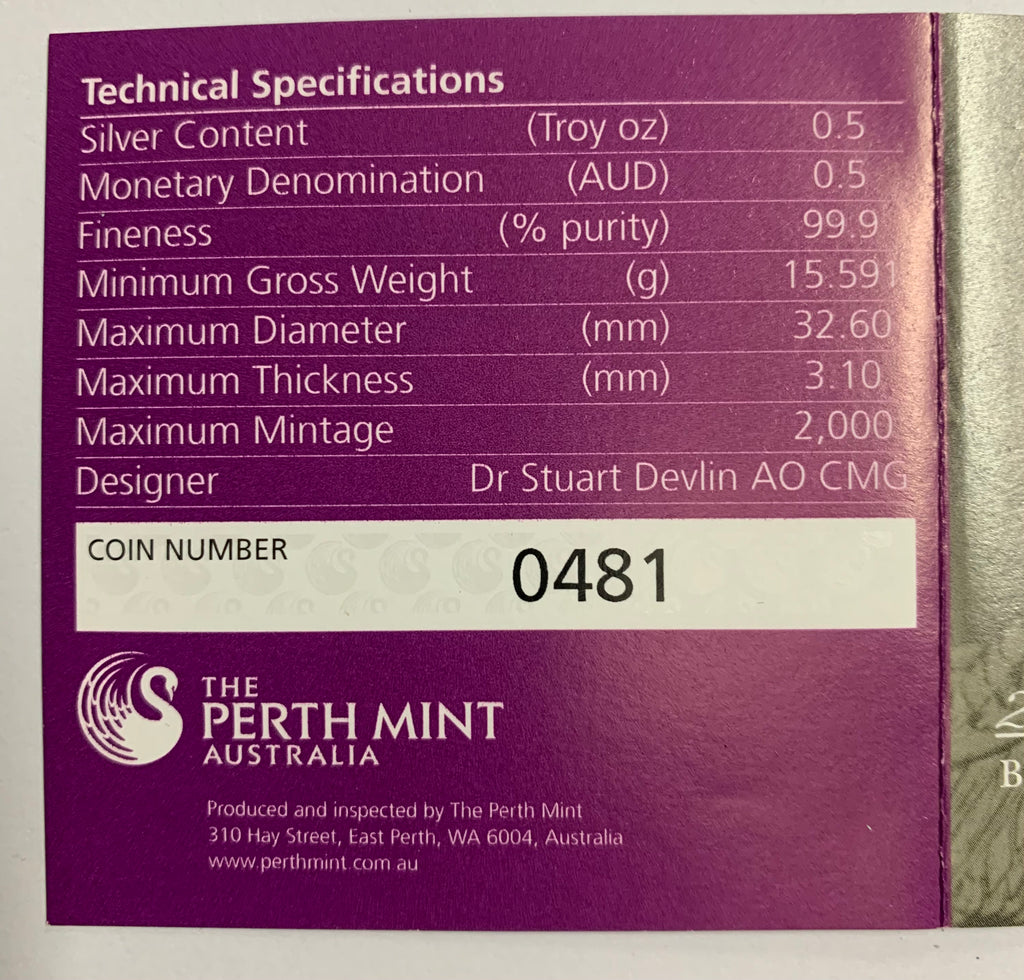 Technical Specifications
Silver Content (Troy oz) 0.5
Monetary Denomination (AUD) 0.5
Fineness (% purity) 99.9
Minimum Gross Weight (g) 15.591
Maximum Diameter (mm) 32.60
Maximum Thickness (mm) 3.10
Maximum Mintage 2,000
Designer Dr Stuart Devlin AO CMG
COIN NUMBER 0481
THE
PERTH MINT
AUSTRALIA
Produced and inspected by The Perth Mint
310 Hay Street, East Perth, WA 6004, Australia
www.perthmint.com au
2
B